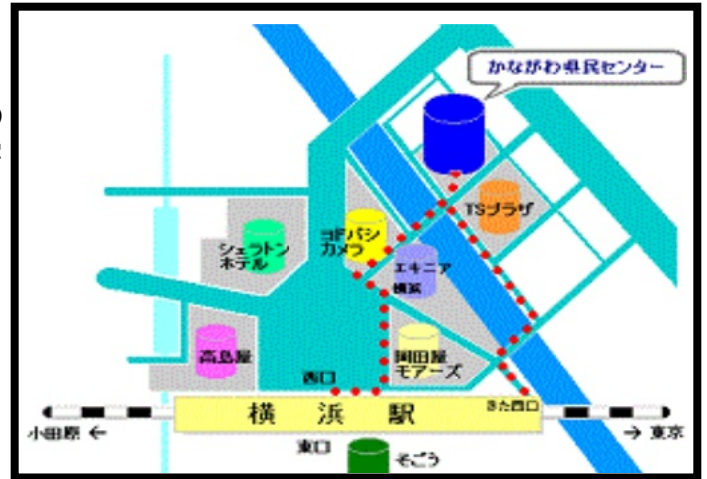 かながわ県民センター
TSプラザ
ヨドバシ
カメラ
シェラトン
ホテル
エキニア
横浜
高島屋
岡田屋
モアーズ
西口
きた西口
横浜駅
小田原 ←
→ 東京
東口
そごう